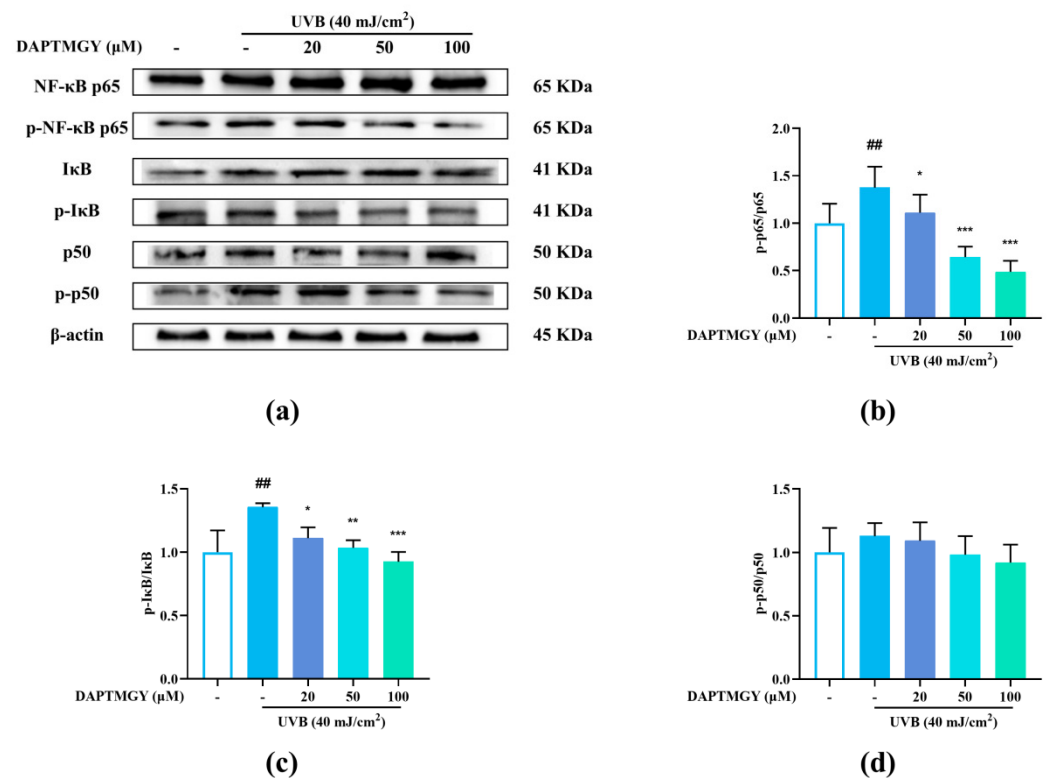 UVB (40 mJ/cm²)
DAPTMGY (μM) - - 20 50 100
NF-κB p65 65 KDa
p-NF-κB p65 65 KDa
IκB 41 KDa
p-IκB 41 KDa
p50 50 KDa
p-p50 50 KDa
β-actin 45 KDa
(a)
p-p65/p65
2.0
1.5
1.0
0.5
0.0
##
*
***
***
DAPTMGY (μM) - - 20 50 100
UVB (40 mJ/cm²)
(b)
p-IκB/IκB
1.5
1.0
0.5
0.0
##
*
**
***
DAPTMGY (μM) - - 20 50 100
UVB (40 mJ/cm²)
(c)
p-p50/p50
1.5
1.0
0.5
0.0
DAPTMGY (μM) - - 20 50 100
UVB (40 mJ/cm²)
(d)